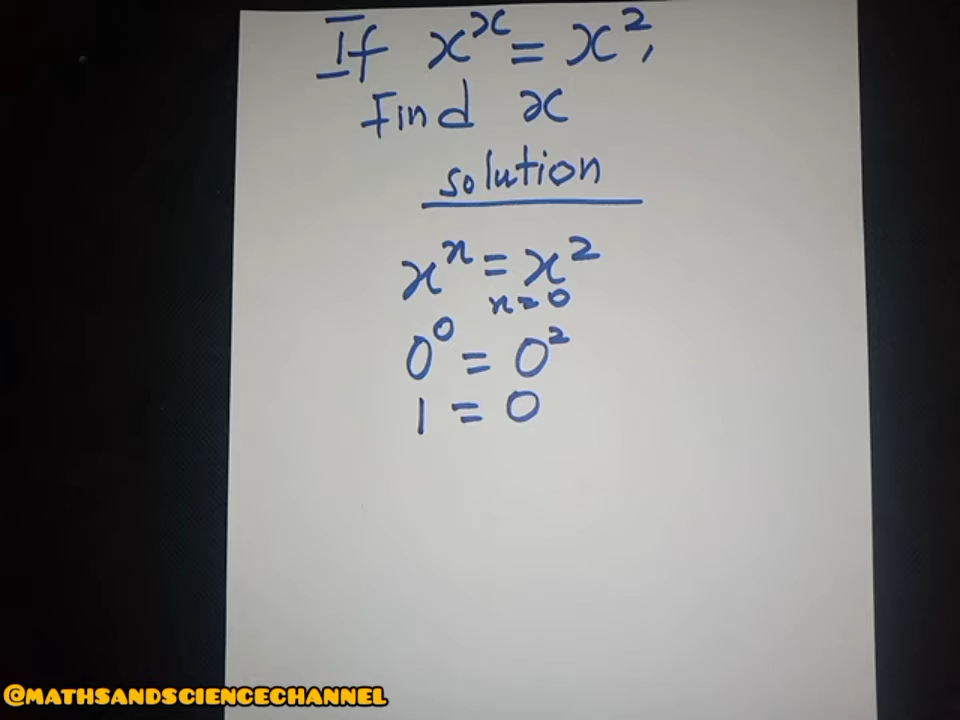 If x^x = x^2,
Find x
solution
x^x = x^2
x = 0
0^0 = 0^2
1 = 0
@MATHSANDSCIENCECHANNEL